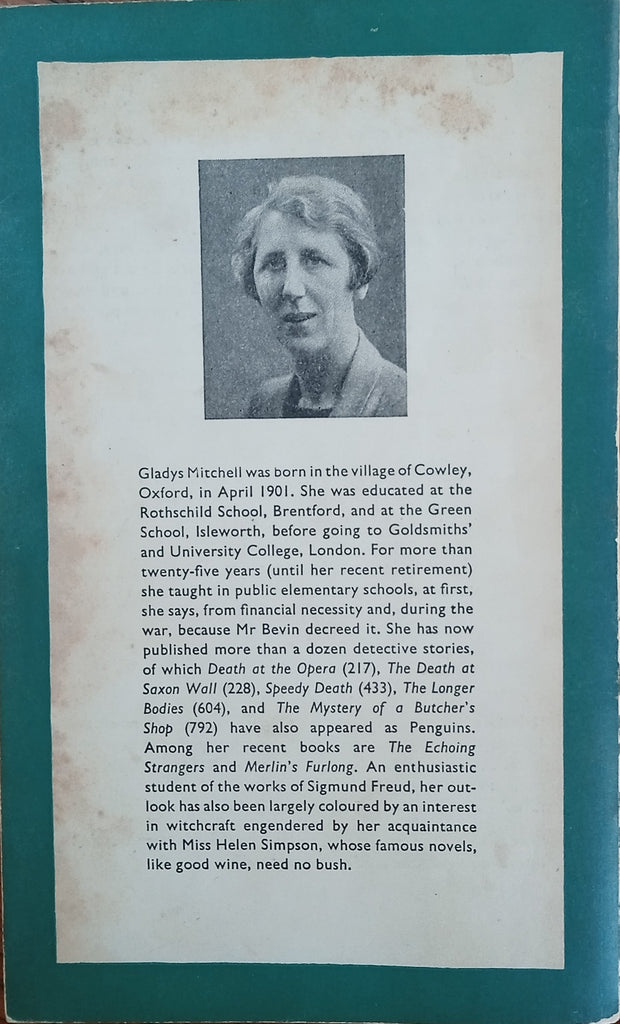 Gladys Mitchell was born in the village of Cowley,
Oxford, in April 1901. She was educated at the
Rothschild School, Brentford, and at the Green
School, Isleworth, before going to Goldsmiths'
and University College, London. For more than
twenty-five years (until her recent retirement)
she taught in public elementary schools, at first,
she says, from financial necessity and, during the
war, because Mr Bevin decreed it. She has now
published more than a dozen detective stories,
of which Death at the Opera (217), The Death at
Saxon Wall (228), Speedy Death (433), The Longer
Bodies (604), and The Mystery of a Butcher's
Shop (792) have also appeared as Penguins.
Among her recent books are The Echoing
Strangers and Merlin's Furlong. An enthusiastic
student of the works of Sigmund Freud, her out-
look has also been largely coloured by an interest
in witchcraft engendered by her acquaintance
with Miss Helen Simpson, whose famous novels,
like good wine, need no bush.